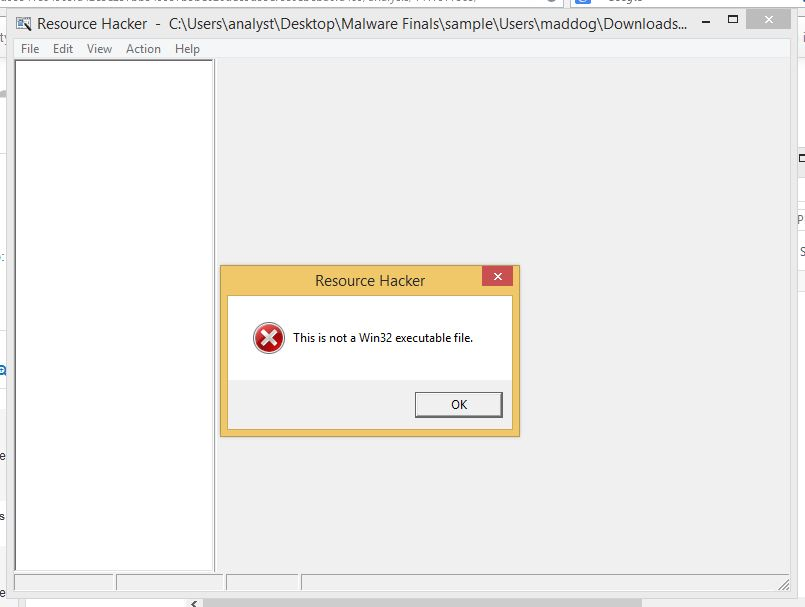 Resource Hacker - C:\Users\analyst\Desktop\Malware Finals\sample\Users\maddog\Downloads...
File Edit View Action Help
Resource Hacker
This is not a Win32 executable file.
OK